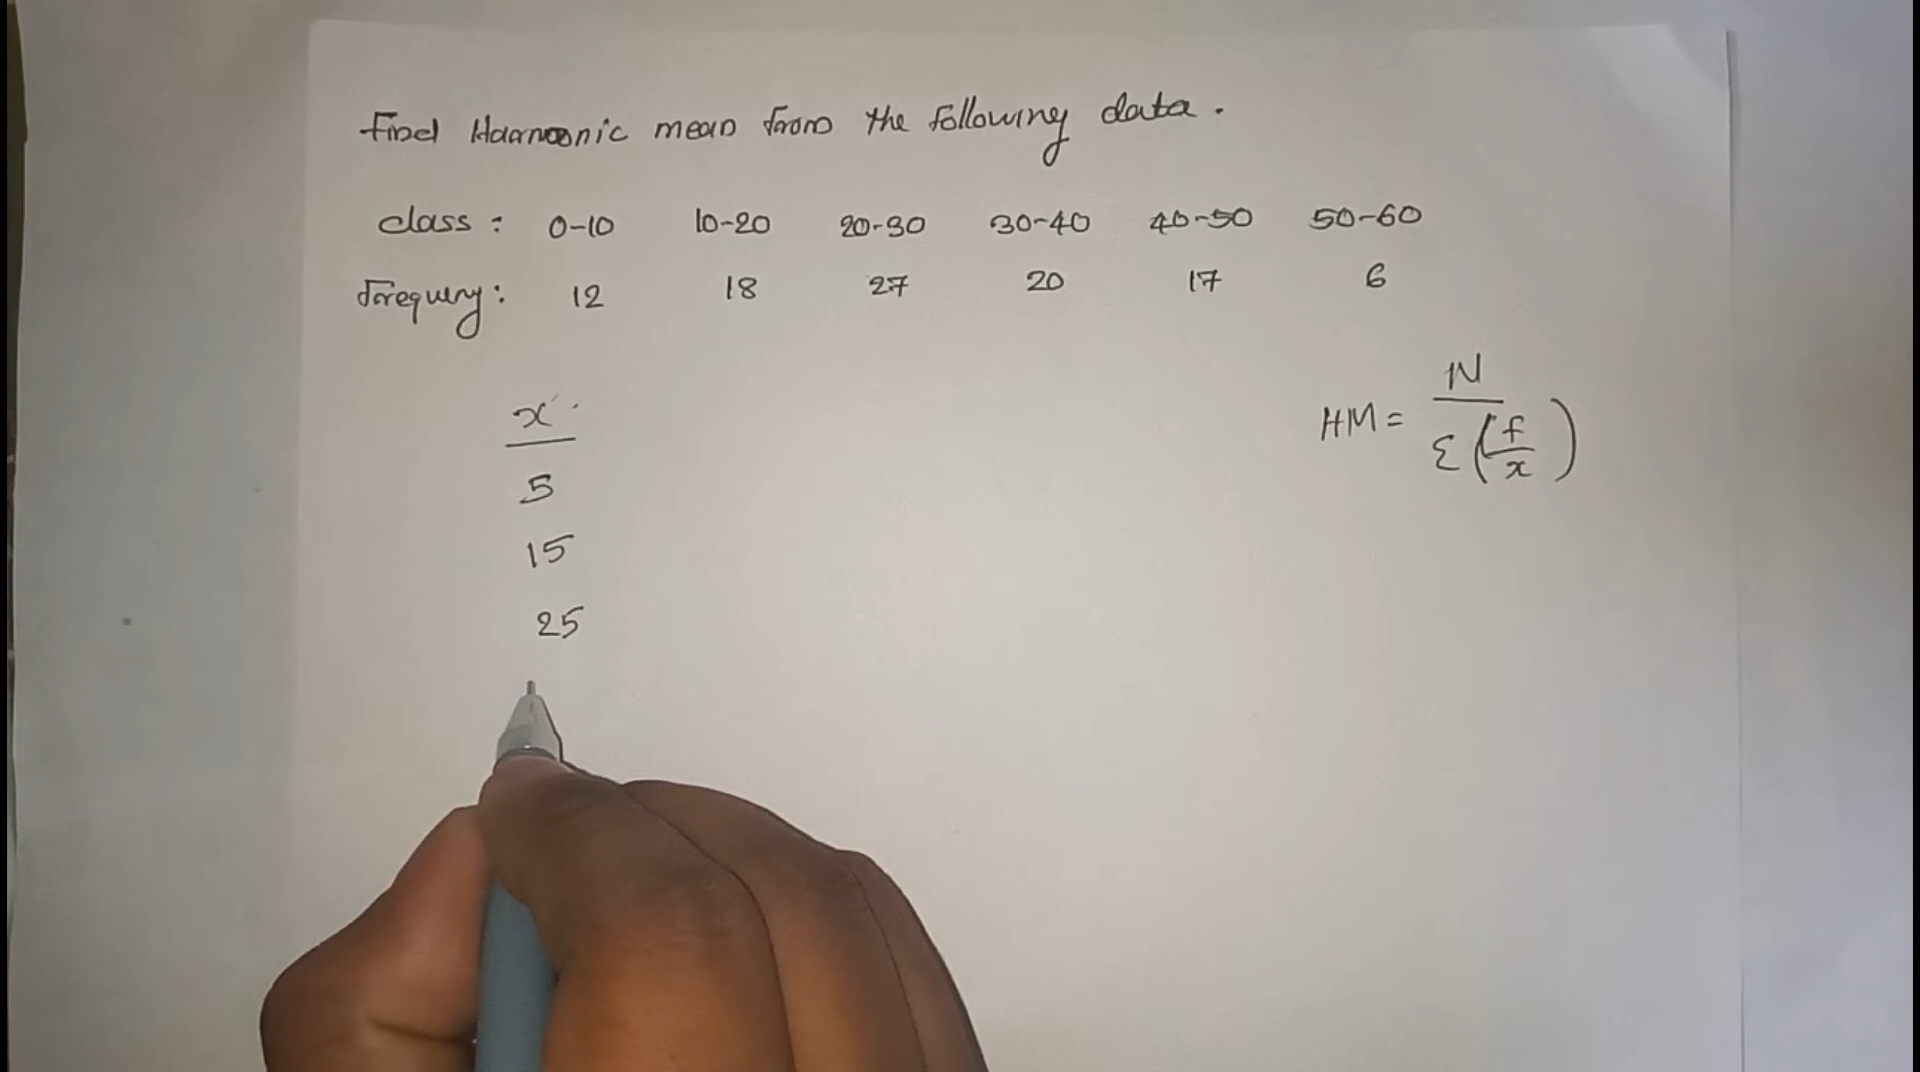 Find Harmonic mean from the following data.
class: 0-10 10-20 20-30 30-40 40-50 50-60
Frequency: 12 18 27 20 17 6
HM = N / Σ(f/x)
x
5
15
25